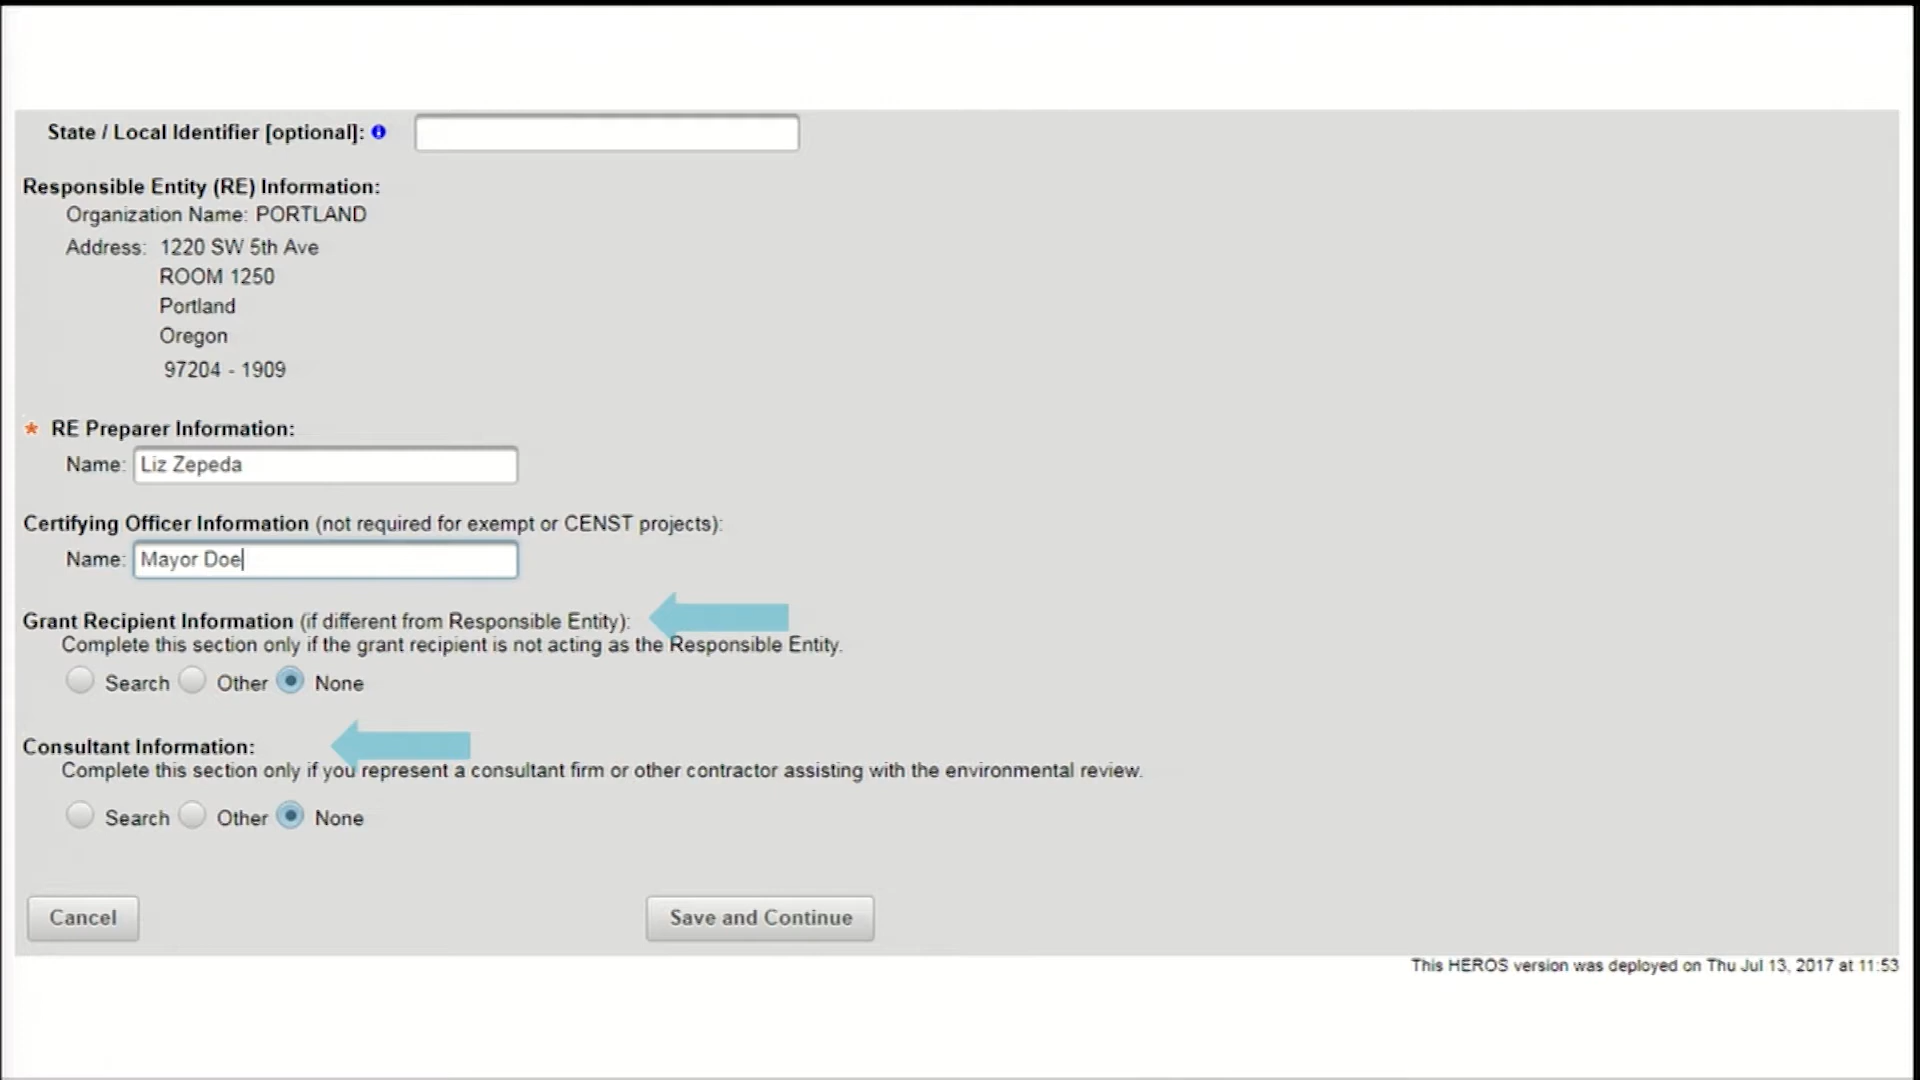 State / Local Identifier [optional]:
Responsible Entity (RE) Information:
Organization Name: PORTLAND
Address: 1220 SW 5th Ave
ROOM 1250
Portland
Oregon
97204 - 1909
* RE Preparer Information:
Name: Liz Zepeda
Certifying Officer Information (not required for exempt or CENST projects):
Name: Mayor Doe
Grant Recipient Information (if different from Responsible Entity):
Complete this section only if the grant recipient is not acting as the Responsible Entity.
Search Other None
Consultant Information:
Complete this section only if you represent a consultant firm or other contractor assisting with the environmental review.
Search Other None
Cancel Save and Continue
This HEROS version was deployed on Thu Jul 13, 2017 at 11:53